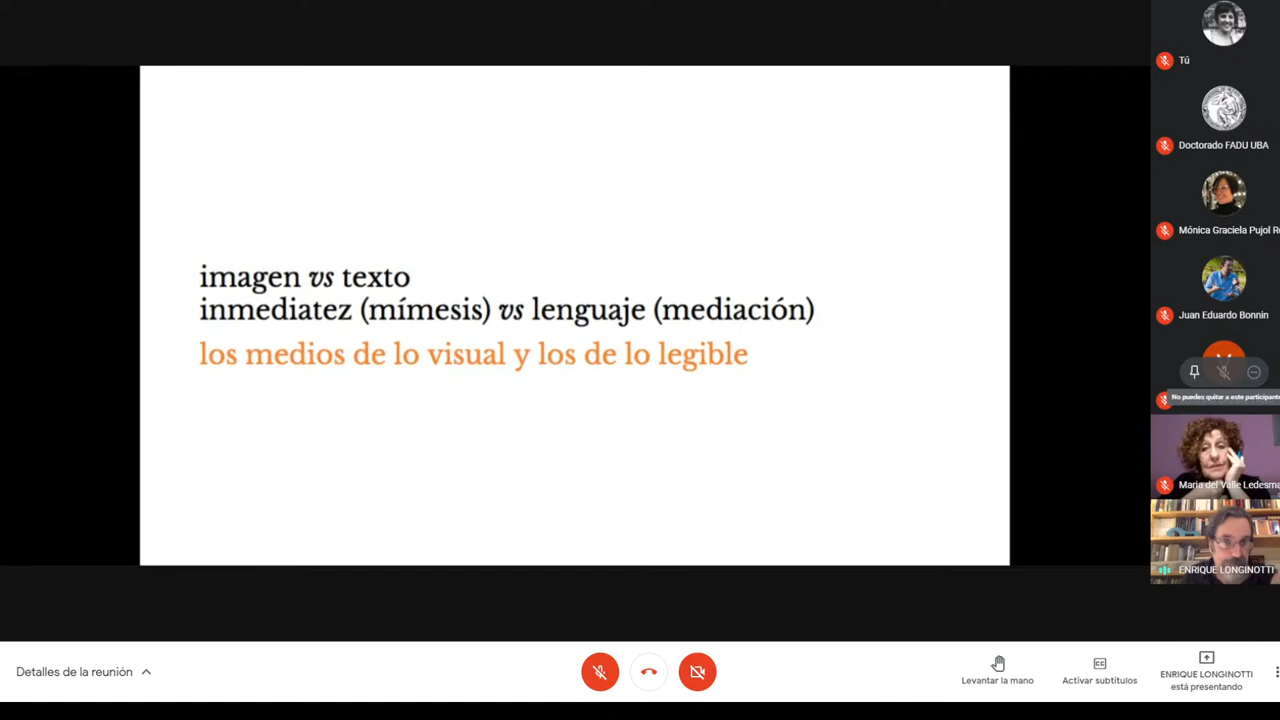 imagen vs texto
inmediatez (mímesis) vs lenguaje (mediación)
los medios de lo visual y los de lo legible
Tú
Doctorado FADU UBA
Mónica Graciela Pujol R
Juan Eduardo Bonnin
No puedes quitar a este participante
Maria del Valle Ledesma
ENRIQUE LONGINOTTI
Detalles de la reunión
Levantar la mano
Activar subtítulos
ENRIQUE LONGINOTTI
está presentando